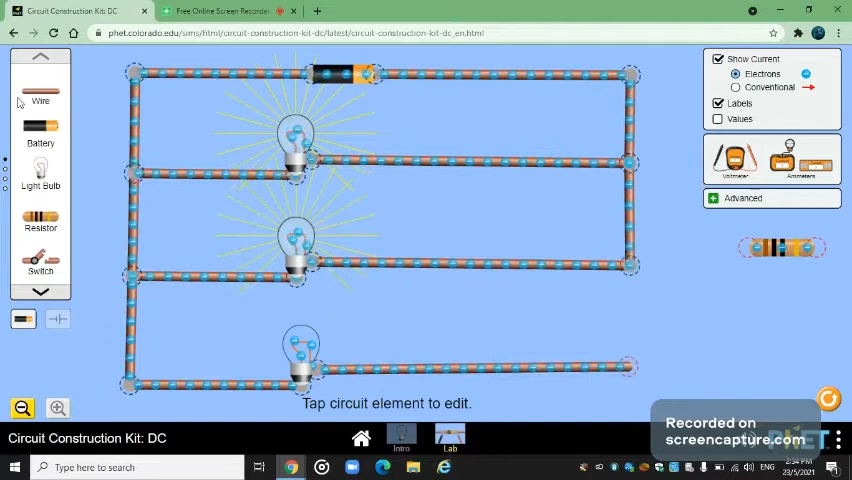 Circuit Construction Kit: DC
Free Online Screen Recorder
phet.colorado.edu/sims/html/circuit-construction-kit-dc/latest/circuit-construction-kit-dc_en.html
Wire
Battery
Light Bulb
Resistor
Switch
Show Current
Electrons
Conventional
Labels
Values
Voltmeter
Ammeters
Advanced
Tap circuit element to edit.
Circuit Construction Kit: DC
Intro
Lab
PhET
Recorded on
screencapture.com
Type here to search
ENG
2:34 PM
23/5/2021